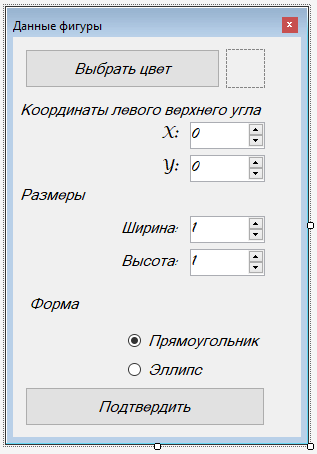 Данные фигуры
Выбрать цвет
Координаты левого верхнего угла
X: 0
Y: 0
Размеры
Ширина: 1
Высота: 1
Форма
Прямоугольник
Эллипс
Подтвердить